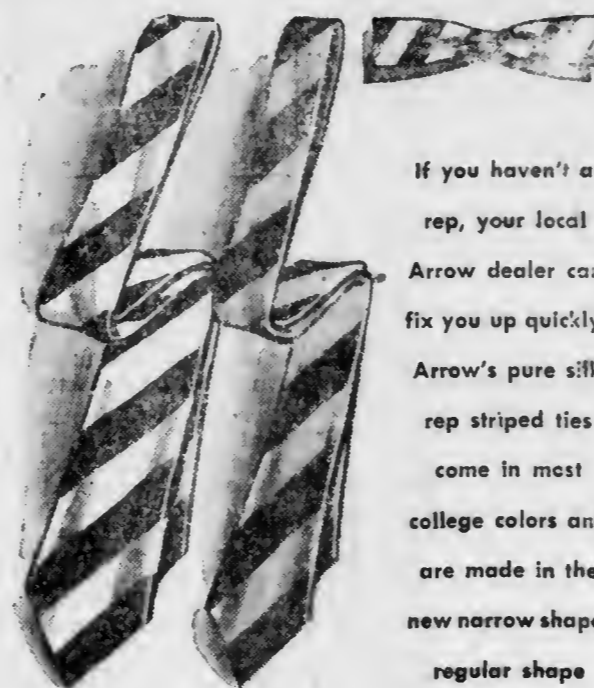 If you haven't a
rep, your local
Arrow dealer can
fix you up quickly
Arrow's pure silk
rep striped ties
come in most
college colors an
are made in the
new narrow shape
regular shape